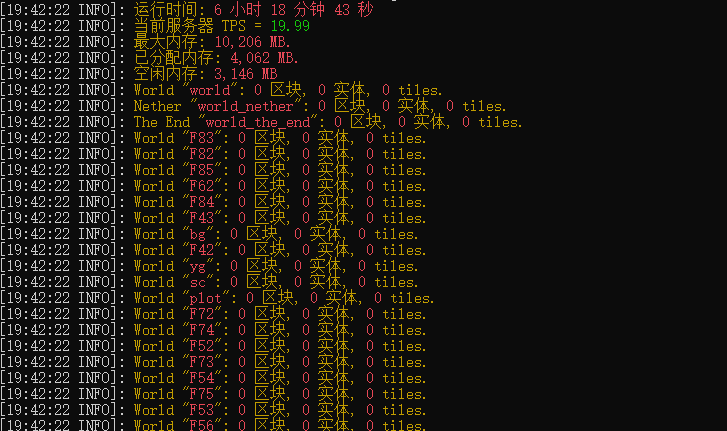 [19:42:22 INFO]: 运行时间: 6 小时 18 分钟 43 秒
[19:42:22 INFO]: 当前服务器 TPS = 19.99
[19:42:22 INFO]: 最大内存: 10,206 MB.
[19:42:22 INFO]: 已分配内存: 4,062 MB.
[19:42:22 INFO]: 空闲内存: 3,146 MB
[19:42:22 INFO]: World "world": 0 区块, 0 实体, 0 tiles.
[19:42:22 INFO]: Nether "world_nether": 0 区块, 0 实体, 0 tiles.
[19:42:22 INFO]: The End "world_the_end": 0 区块, 0 实体, 0 tiles.
[19:42:22 INFO]: World "F83": 0 区块, 0 实体, 0 tiles.
[19:42:22 INFO]: World "F82": 0 区块, 0 实体, 0 tiles.
[19:42:22 INFO]: World "F85": 0 区块, 0 实体, 0 tiles.
[19:42:22 INFO]: World "F62": 0 区块, 0 实体, 0 tiles.
[19:42:22 INFO]: World "F84": 0 区块, 0 实体, 0 tiles.
[19:42:22 INFO]: World "F43": 0 区块, 0 实体, 0 tiles.
[19:42:22 INFO]: World "bg": 0 区块, 0 实体, 0 tiles.
[19:42:22 INFO]: World "F42": 0 区块, 0 实体, 0 tiles.
[19:42:22 INFO]: World "yg": 0 区块, 0 实体, 0 tiles.
[19:42:22 INFO]: World "sc": 0 区块, 0 实体, 0 tiles.
[19:42:22 INFO]: World "plot": 0 区块, 0 实体, 0 tiles.
[19:42:22 INFO]: World "F72": 0 区块, 0 实体, 0 tiles.
[19:42:22 INFO]: World "F74": 0 区块, 0 实体, 0 tiles.
[19:42:22 INFO]: World "F52": 0 区块, 0 实体, 0 tiles.
[19:42:22 INFO]: World "F73": 0 区块, 0 实体, 0 tiles.
[19:42:22 INFO]: World "F54": 0 区块, 0 实体, 0 tiles.
[19:42:22 INFO]: World "F75": 0 区块, 0 实体, 0 tiles.
[19:42:22 INFO]: World "F53": 0 区块, 0 实体, 0 tiles.
[19:42:22 INFO]: World "F56": 0 区块, 0 实体, 0 tiles.